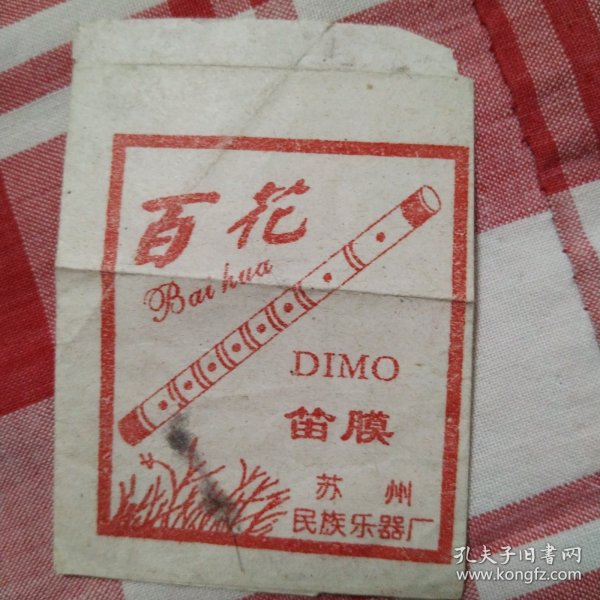 百花
Bai hua
DIMO
笛膜
苏州
民族乐器厂
孔夫子旧书网
www.kongfz.com